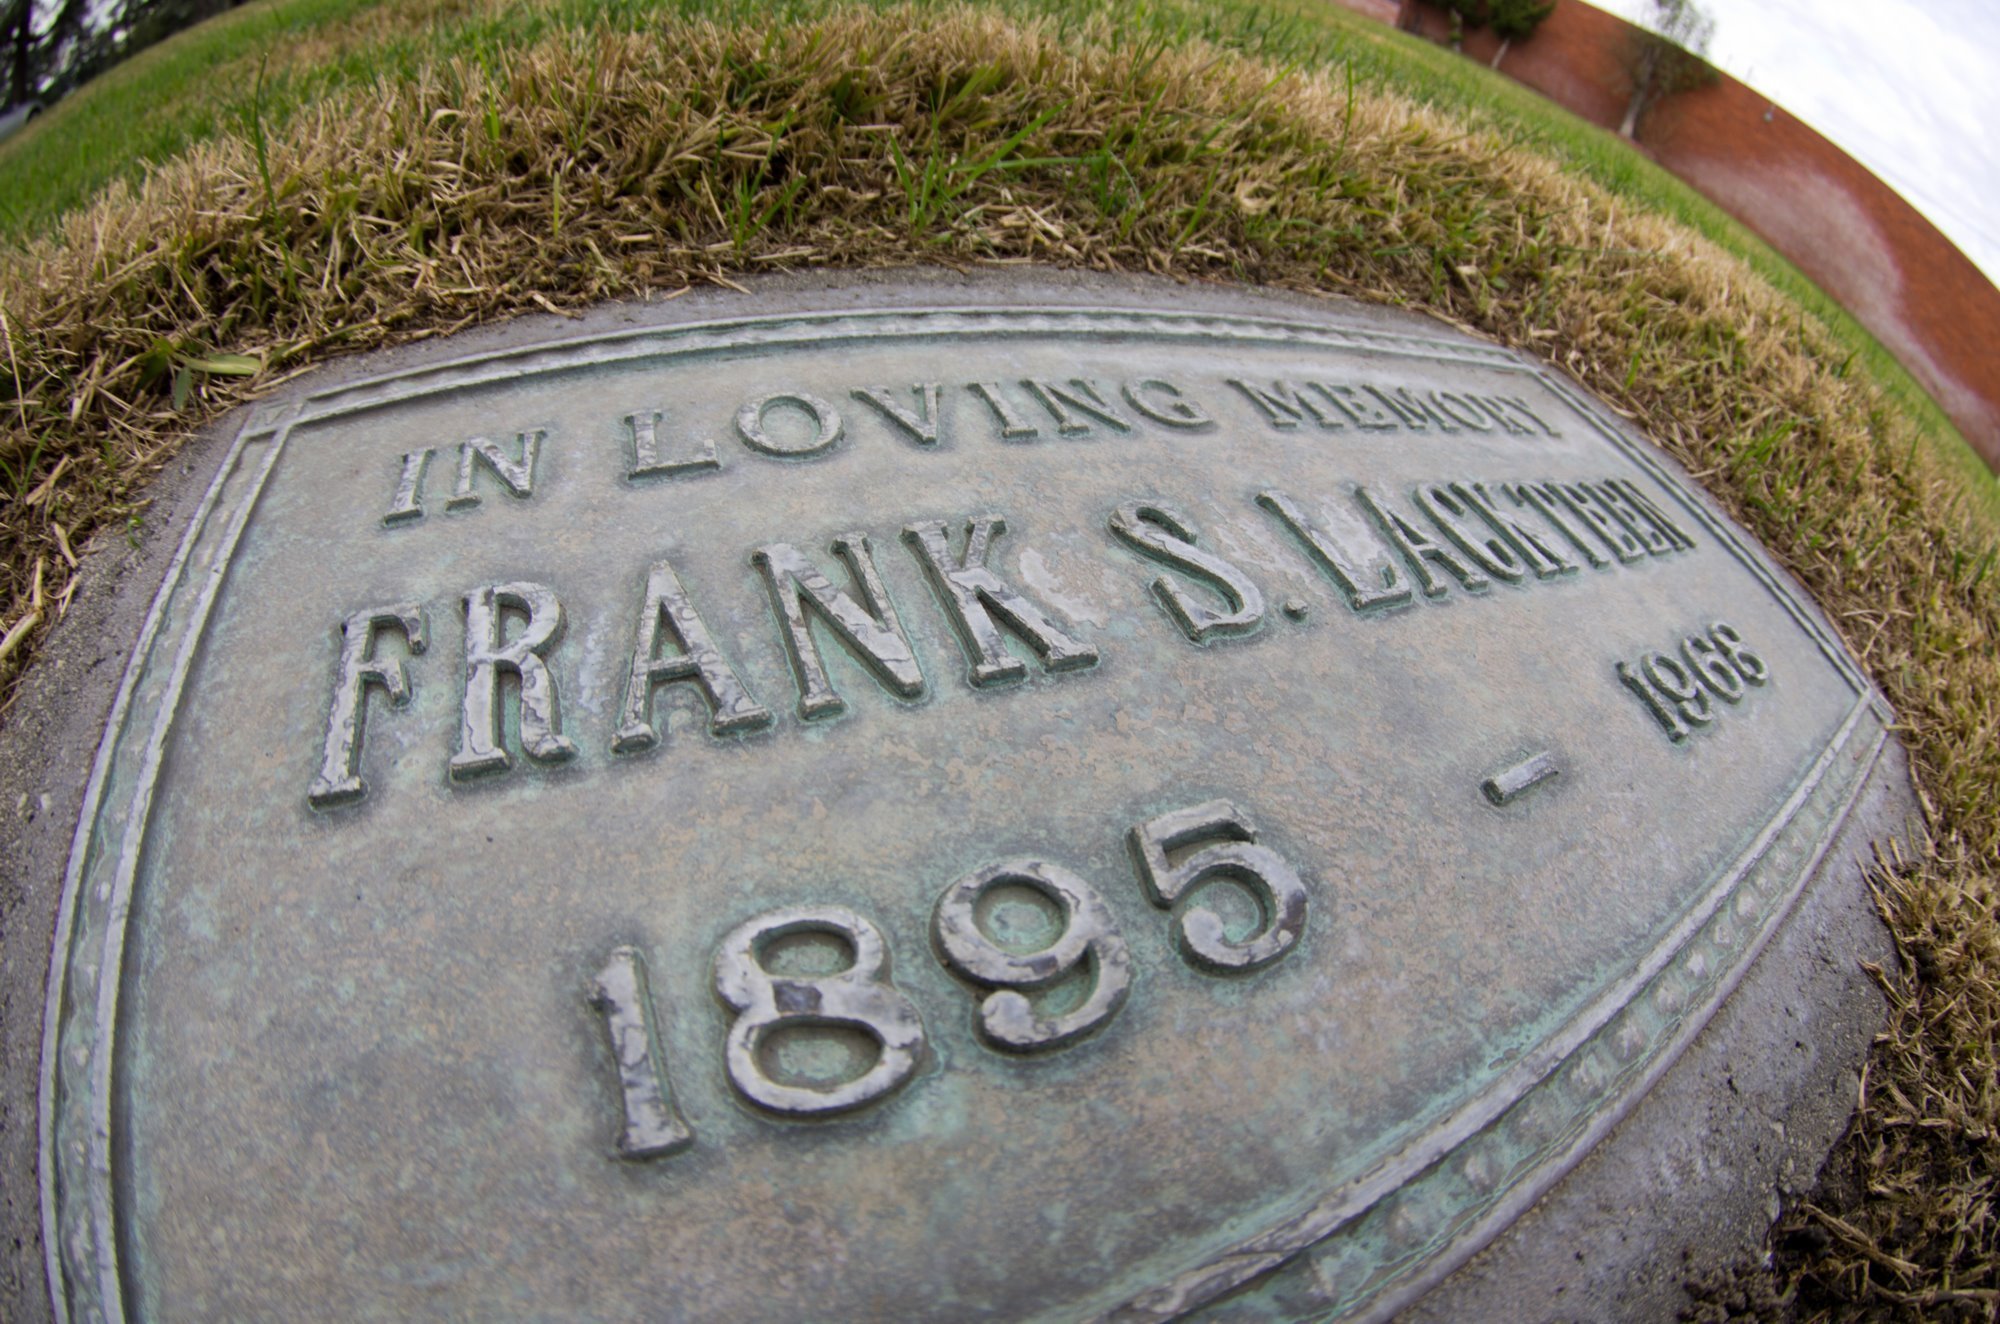 IN LOVING MEMORY
FRANK S. LACKTEEN
1895 – 1968